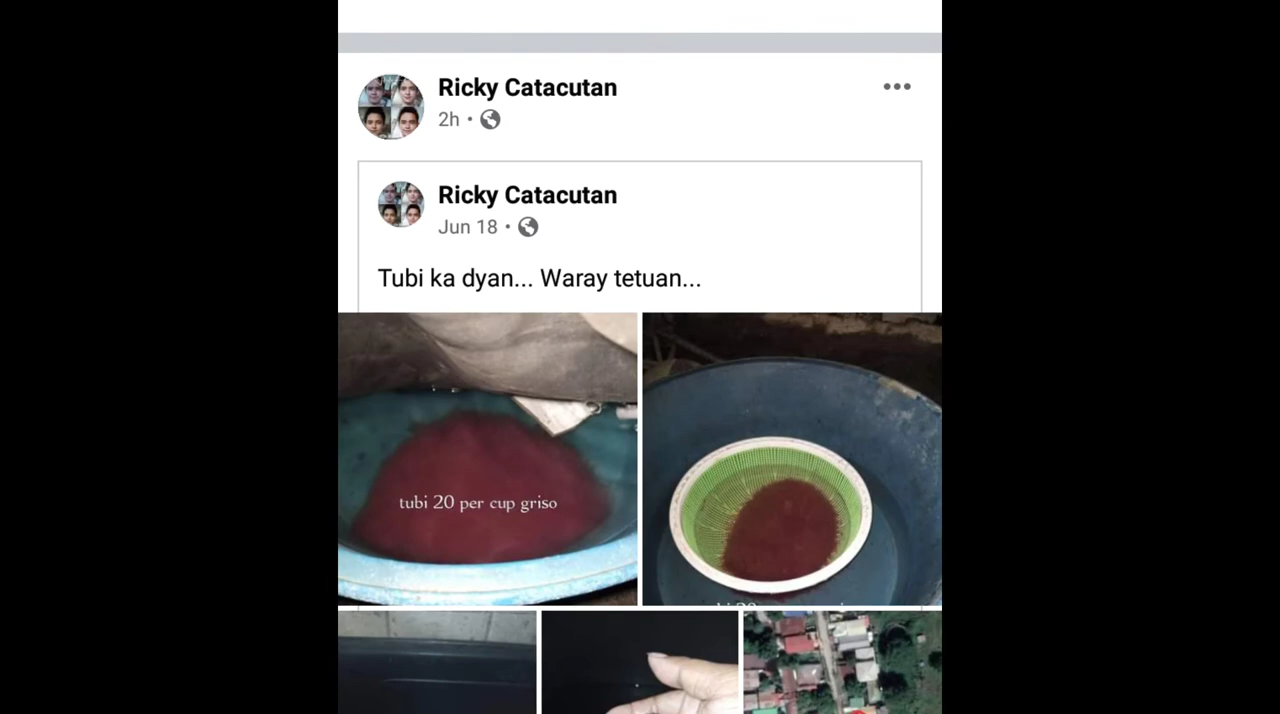 Ricky Catacutan
2h •
Ricky Catacutan
Jun 18 •
Tubi ka dyan... Waray tetuan...
tubi 20 per cup griso